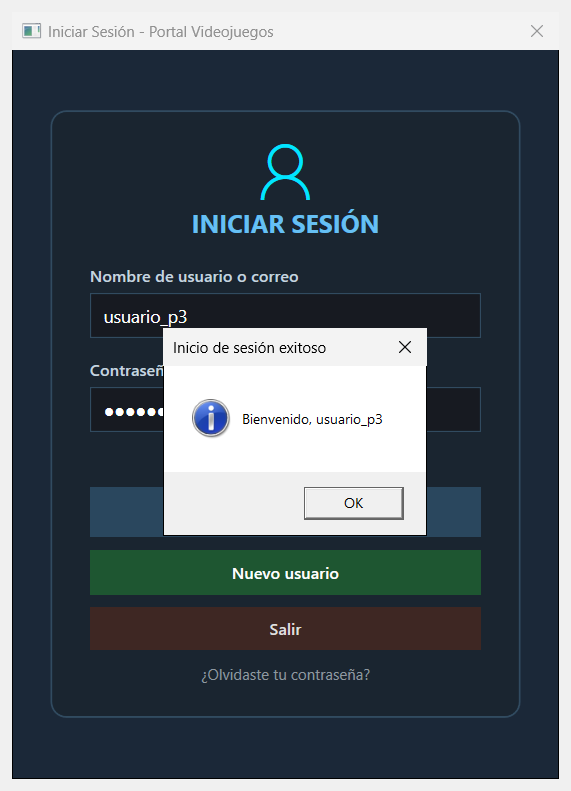 Iniciar Sesión - Portal Videojuegos
INICIAR SESIÓN
Nombre de usuario o correo
usuario_p3
Contraseñ
Inicio de sesión exitoso
Bienvenido, usuario_p3
OK
Nuevo usuario
Salir
¿Olvidaste tu contraseña?